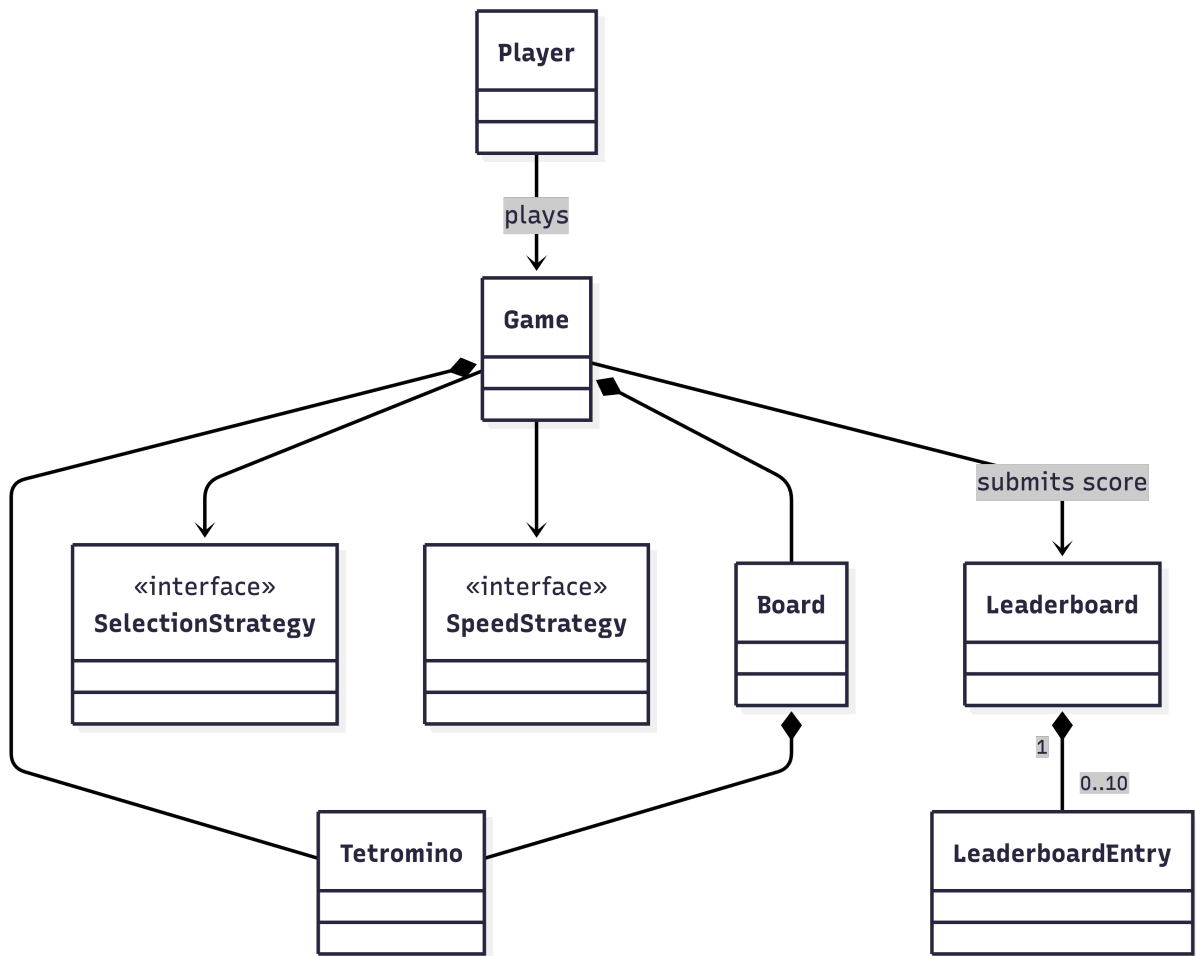 Player
plays
Game
submits score
«interface»
SelectionStrategy
«interface»
SpeedStrategy
Board
Leaderboard
1
0..10
Tetromino
LeaderboardEntry